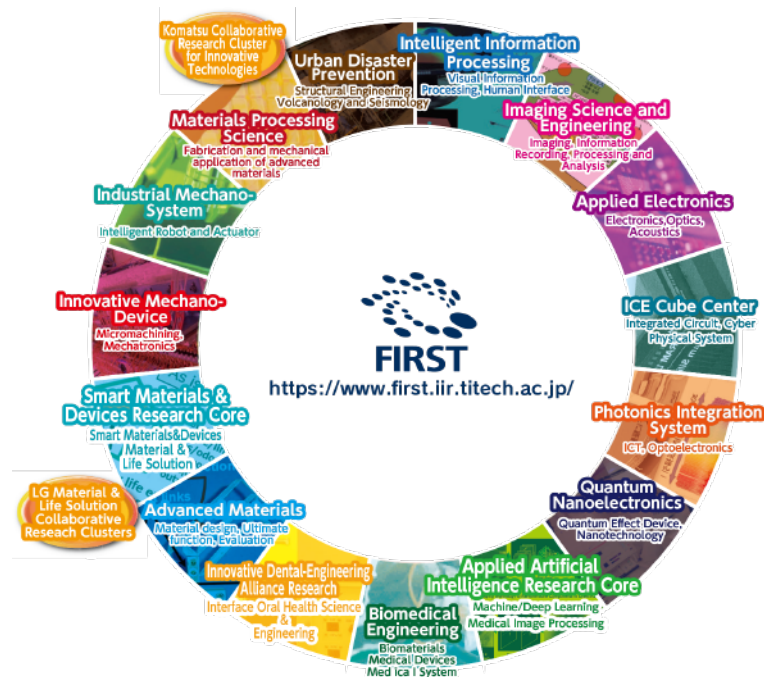 Komatsu Collaborative
Research Cluster
for Innovative
Technologies
Urban Disaster
Prevention
Structural Engineering
Volcanology and Seismology
Intelligent Information
Processing
Visual Information
Processing, Human Interface
Imaging Science and
Engineering
Imaging, Information
Recording, Processing and
Analysis
Applied Electronics
Electronics,Optics,
Acoustics
ICE Cube Center
Integrated Circuit, Cyber
Physical System
Photonics Integration
System
ICT, Optoelectronics
Quantum
Nanoelectronics
Quantum Effect Device,
Nanotechnology
Applied Artificial
Intelligence Research Core
Machine/Deep Learning
Medical Image Processing
Biomedical
Engineering
Biomaterials
Medical Devices
Medical System
Innovative Dental-Engineering
Alliance Research
Interface Oral Health Science
&
Engineering
Advanced Materials
Material design, Ultimate
function, Evaluation
LG Material &
Life Solution
Collaborative
Reseach Clusters
Smart Materials &
Devices Research Core
Smart Materials&Devices
Material &
Life Solution
Innovative Mechano-
Device
Micromachining,
Mechatronics
Industrial Mechano-
System
Intelligent Robot and Actuator
Materials Processing
Science
Fabrication and mechanical
application of advanced
materials
FIRST
https://www.first.iir.titech.ac.jp/